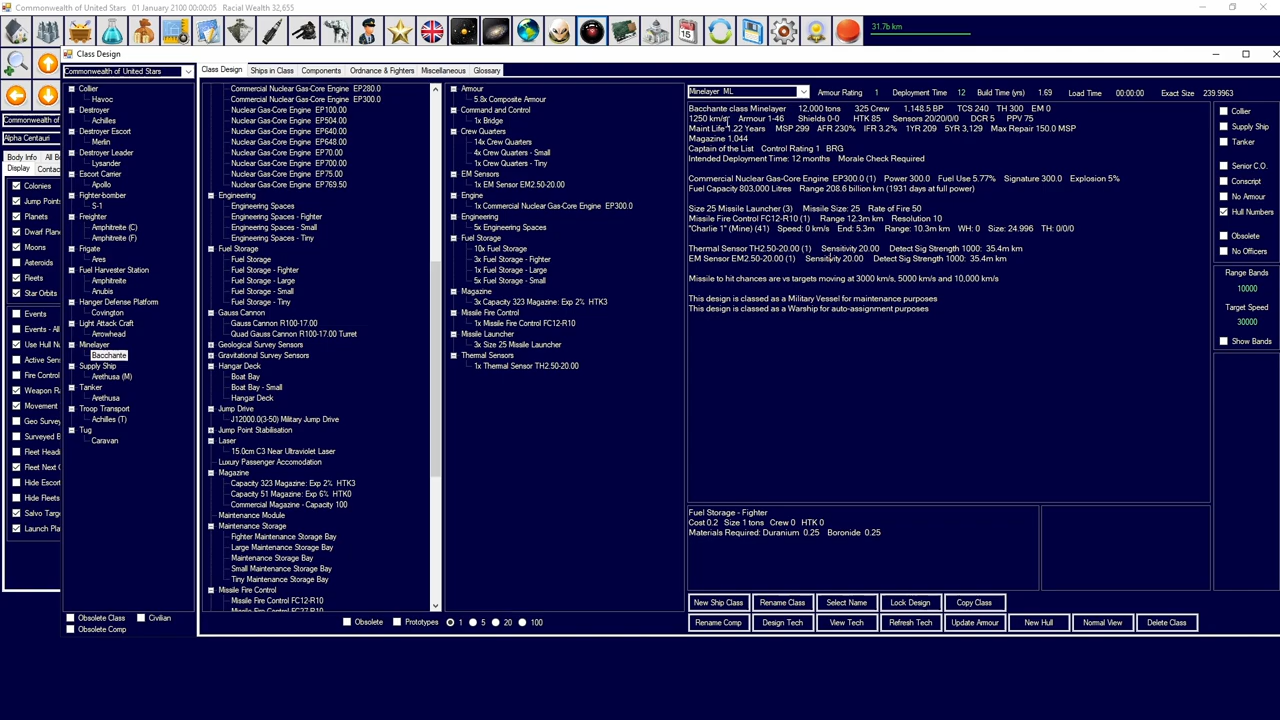 Commonwealth of United Stars   01 January 2100 00:00:05   Racial Wealth 32,655
31.7b km
Class Design
Commonwealth of United Stars
Class Design
Ships in Class
Components
Ordnance & Fighters
Miscellaneous
Glossary
Commonwealth of
Alpha Centauri
Body Info
All B
Display
Contac
Colonies
Jump Point
Planets
Dwarf Plane
Moons
Asteroids
Fleets
Star Orbits
Events
Events - All
Use Hull Nu
Active Sens
Fire Control
Weapon Ra
Movement
Geo Survey
Surveyed B
Fleet Headi
Fleet Next C
Hide Escort
Hide Fleets
Salvo Targe
Launch Pla
Collier
Havoc
Destroyer
Achilles
Destroyer Escort
Merlin
Destroyer Leader
Lysander
Escort Carrier
Apollo
Fighter-bomber
S-1
Freighter
Amphitreite (C)
Amphitreite (F)
Frigate
Ares
Fuel Harvester Station
Amphitrite
Anubis
Hanger Defense Platform
Covington
Light Attack Craft
Arrowhead
Minelayer
Bacchante
Supply Ship
Arethusa (M)
Tanker
Arethusa
Troop Transport
Achilles (T)
Tug
Caravan
Obsolete Class
Civilian
Obsolete Comp
Commercial Nuclear Gas-Core Engine  EP280.0
Commercial Nuclear Gas-Core Engine  EP300.0
Nuclear Gas-Core Engine  EP100.00
Nuclear Gas-Core Engine  EP504.00
Nuclear Gas-Core Engine  EP640.00
Nuclear Gas-Core Engine  EP648.00
Nuclear Gas-Core Engine  EP70.00
Nuclear Gas-Core Engine  EP700.00
Nuclear Gas-Core Engine  EP75.00
Nuclear Gas-Core Engine  EP769.50
Engineering
Engineering Spaces
Engineering Spaces - Fighter
Engineering Spaces - Small
Engineering Spaces - Tiny
Fuel Storage
Fuel Storage
Fuel Storage - Fighter
Fuel Storage - Large
Fuel Storage - Small
Fuel Storage - Tiny
Gauss Cannon
Gauss Cannon R100-17.00
Quad Gauss Cannon R100-17.00 Turret
Geological Survey Sensors
Gravitational Survey Sensors
Hangar Deck
Boat Bay
Boat Bay - Small
Hangar Deck
Jump Drive
J12000.0(3-50) Military Jump Drive
Jump Point Stabilisation
Laser
15.0cm C3 Near Ultraviolet Laser
Luxury Passenger Accomodation
Magazine
Capacity 323 Magazine: Exp 2%  HTK3
Capacity 51 Magazine: Exp 6%  HTK0
Commercial Magazine - Capacity 100
Maintenance Module
Maintenance Storage
Fighter Maintenance Storage Bay
Large Maintenance Storage Bay
Maintenance Storage Bay
Small Maintenance Storage Bay
Tiny Maintenance Storage Bay
Missile Fire Control
Missile Fire Control FC12-R10
Missile Fire Control FC27-R10
Obsolete
Prototypes
1
5
20
100
Armour
5.8x Composite Armour
Command and Control
1x Bridge
Crew Quarters
14x Crew Quarters
4x Crew Quarters - Small
1x Crew Quarters - Tiny
EM Sensors
1x EM Sensor EM2.50-20.00
Engine
1x Commercial Nuclear Gas-Core Engine  EP300.0
Engineering
5x Engineering Spaces
Fuel Storage
10x Fuel Storage
3x Fuel Storage - Fighter
1x Fuel Storage - Large
5x Fuel Storage - Small
Magazine
3x Capacity 323 Magazine: Exp 2%  HTK3
Missile Fire Control
1x Missile Fire Control FC12-R10
Missile Launcher
3x Size 25 Missile Launcher
Thermal Sensors
1x Thermal Sensor TH2.50-20.00
Minelayer  ML
Armour Rating   1   Deployment Time   12   Build Time (yrs)   1.69   Load Time   00:00:00   Exact Size   239.9963
Bacchante class Minelayer   12,000 tons   325 Crew   1,148.5 BP   TCS 240   TH 300   EM 0
1250 km/s   Armour 1-46   Shields 0-0   HTK 85   Sensors 20/20/0/0   DCR 5   PPV 75
Maint Life 1.22 Years   MSP 299   AFR 230%   IFR 3.2%   1YR 209   5YR 3,129   Max Repair 150.0 MSP
Magazine 1,044
Captain of the List   Control Rating 1   BRG
Intended Deployment Time: 12 months   Morale Check Required
Commercial Nuclear Gas-Core Engine  EP300.0 (1)   Power 300.0   Fuel Use 5.77%   Signature 300.0   Explosion 5%
Fuel Capacity 803,000 Litres   Range 208.6 billion km (1931 days at full power)
Size 25 Missile Launcher (3)   Missile Size: 25   Rate of Fire 50
Missile Fire Control FC12-R10 (1)   Range 12.3m km   Resolution 10
"Charlie 1" (Mine) (41)   Speed: 0 km/s   End: 5.3m   Range: 10.3m km   WH: 0   Size: 24.996   TH: 0/0/0
Thermal Sensor TH2.50-20.00 (1)   Sensitivity 20.00   Detect Sig Strength 1000:  35.4m km
EM Sensor EM2.50-20.00 (1)   Sensitivity 20.00   Detect Sig Strength 1000:  35.4m km
Missile to hit chances are vs targets moving at 3000 km/s, 5000 km/s and 10,000 km/s
This design is classed as a Military Vessel for maintenance purposes
This design is classed as a Warship for auto-assignment purposes
Fuel Storage - Fighter
Cost 0.2   Size 1 tons   Crew 0   HTK 0
Materials Required: Duranium  0.25   Boronide  0.25
New Ship Class
Rename Class
Select Name
Lock Design
Copy Class
Rename Comp
Design Tech
View Tech
Refresh Tech
Update Armour
New Hull
Normal View
Delete Class
Collier
Supply Ship
Tanker
Senior C.O.
Conscript
No Armour
Hull Numbers
Obsolete
No Officers
Range Bands
10000
Target Speed
30000
Show Bands